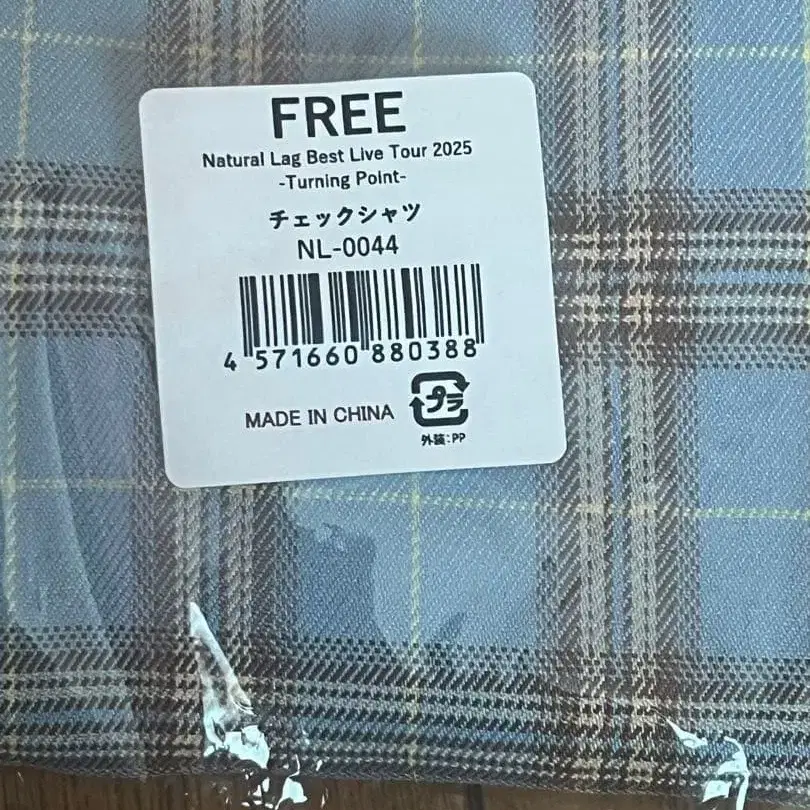 FREE
Natural Lag Best Live Tour 2025
-Turning Point-
チェックシャツ
NL-0044
4 571660 880388
MADE IN CHINA
プラ
外装:PP